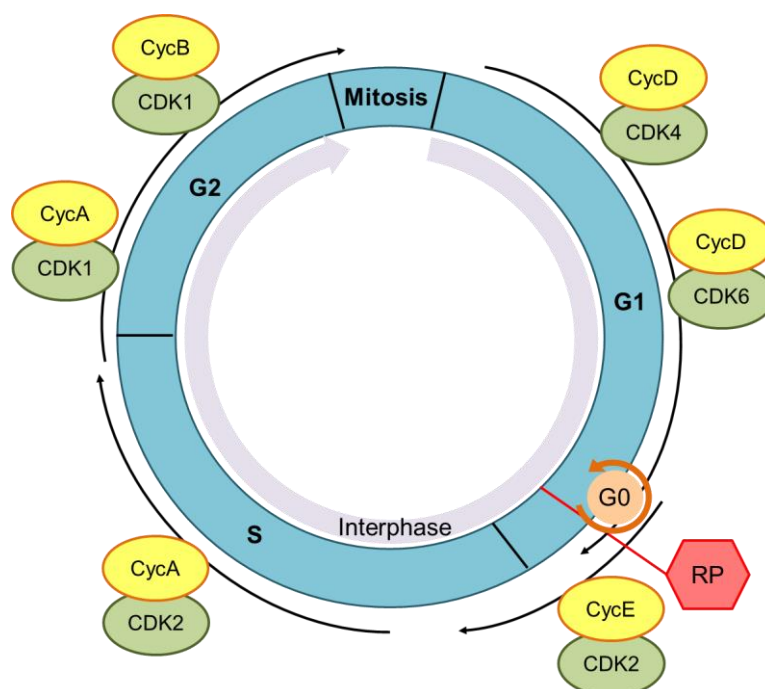 CycB
CDK1
Mitosis
CycD
CDK4
G2
CycA
CDK1
CycD
CDK6
G1
G0
Interphase
S
RP
CycA
CDK2
CycE
CDK2